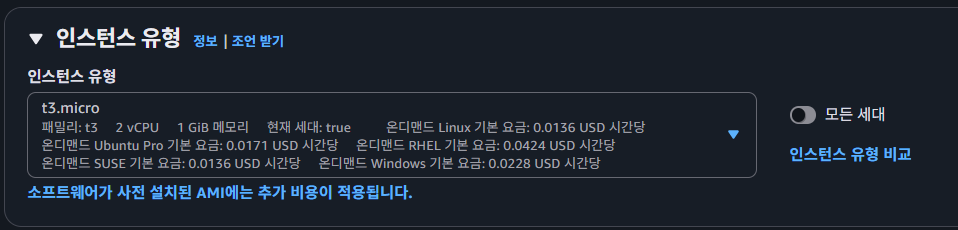 ▼ 인스턴스 유형 정보 | 조언 받기
인스턴스 유형
t3.micro
패밀리: t3 2 vCPU 1 GiB 메모리 현재 세대: true 온디맨드 Linux 기본 요금: 0.0136 USD 시간당
온디맨드 Ubuntu Pro 기본 요금: 0.0171 USD 시간당 온디맨드 RHEL 기본 요금: 0.0424 USD 시간당
온디맨드 SUSE 기본 요금: 0.0136 USD 시간당 온디맨드 Windows 기본 요금: 0.0228 USD 시간당
모든 세대
인스턴스 유형 비교
소프트웨어가 사전 설치된 AMI에는 추가 비용이 적용됩니다.